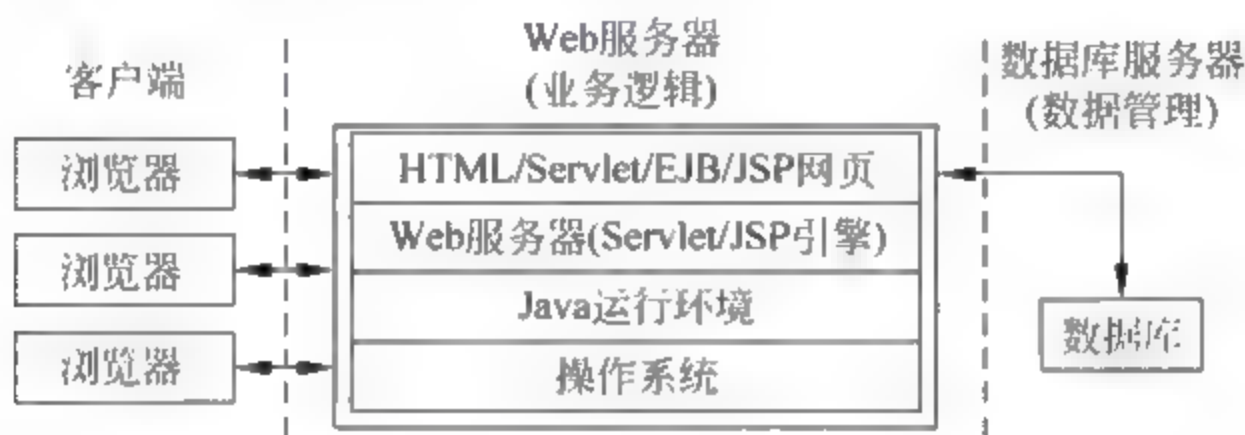 客户端
浏览器
浏览器
浏览器
Web服务器
(业务逻辑)
HTML/Servlet/EJB/JSP网页
Web服务器(Servlet/JSP引擎)
Java运行环境
操作系统
数据库服务器
(数据管理)
数据库